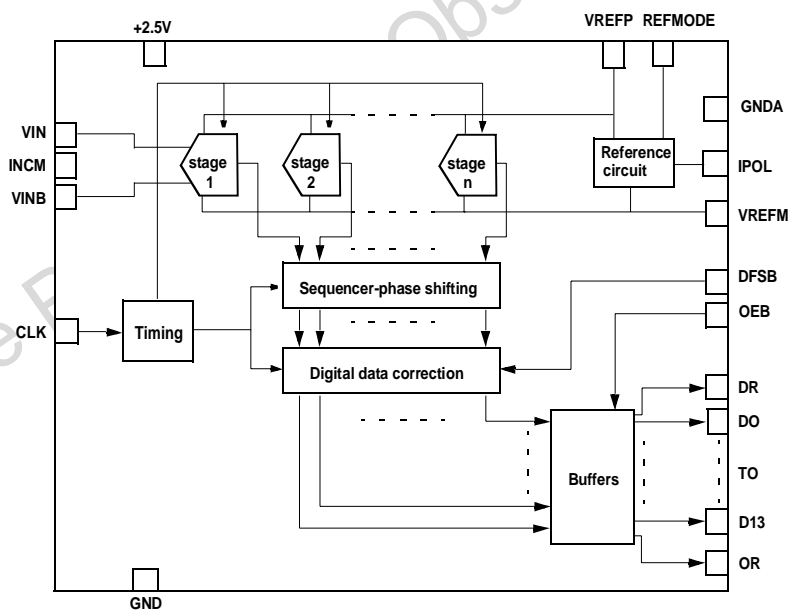 +2.5V
VREFP REFMODE
GNDA
VIN
INCM
VINB
stage
1
stage
2
stage
n
Reference
circuit
IPOL
VREFM
Sequencer-phase shifting
DFSB
OEB
CLK
Timing
Digital data correction
DR
DO
Buffers
TO
D13
OR
GND